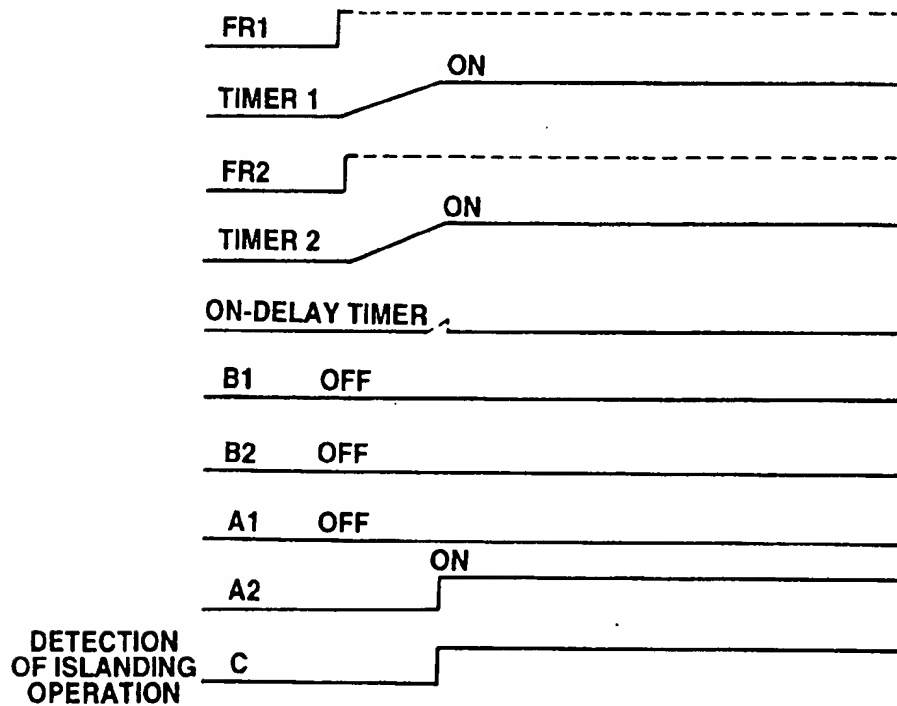 FR1
ON
TIMER 1
FR2
ON
TIMER 2
ON-DELAY TIMER
B1 OFF
B2 OFF
A1 OFF
ON
A2
DETECTION
OF ISLANDING C
OPERATION